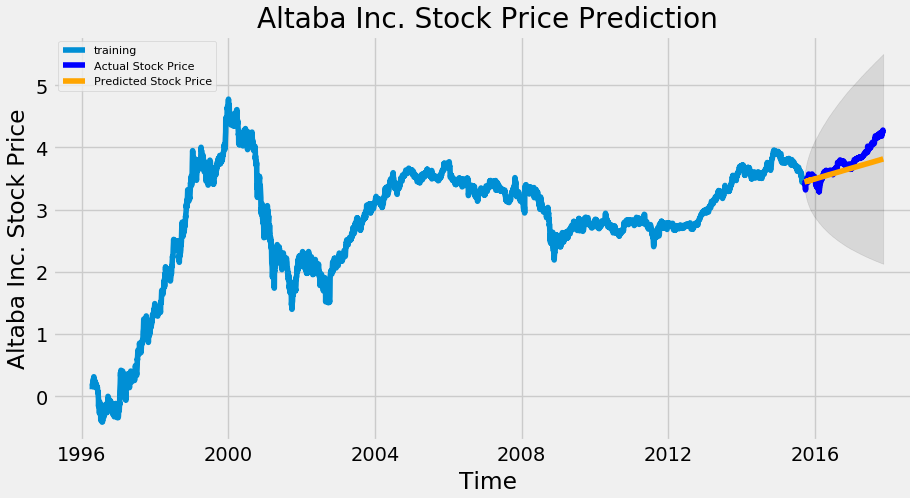 Altaba Inc. Stock Price Prediction
training
Actual Stock Price
Predicted Stock Price
Altaba Inc. Stock Price
5
4
3
2
1
0
1996
2000
2004
2008
2012
2016
Time